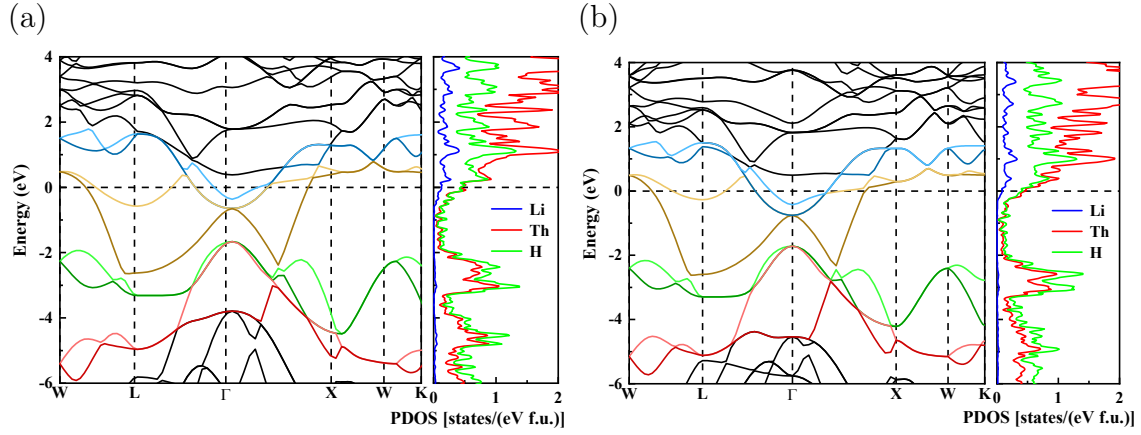 (a)
Energy (eV)
4
2
0
-2
-4
-6
W
L
Γ
X
W
K
Li
Th
H
0
1
2
PDOS [states/(eV f.u.)]
(b)
Energy (eV)
4
2
0
-2
-4
-6
W
L
Γ
X
W
K
Li
Th
H
0
1
2
PDOS [states/(eV f.u.)]